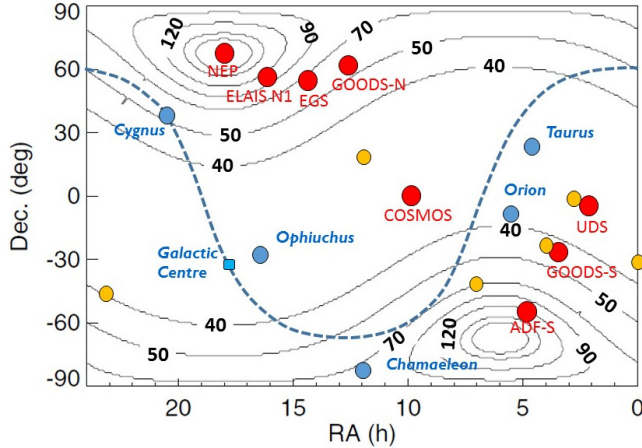 90
60
30
0
-30
-60
-90
Dec. (deg)
120
90
70
50
40
NEP
ELAIS N1
EGS
GOODS-N
50
40
Cygnus
Taurus
Orion
COSMOS
UDS
40
Ophiuchus
Galactic
Centre
GOODS-S
50
40
50
70
ADF-S
120
90
Chamaeleon
20
15
10
5
0
RA (h)